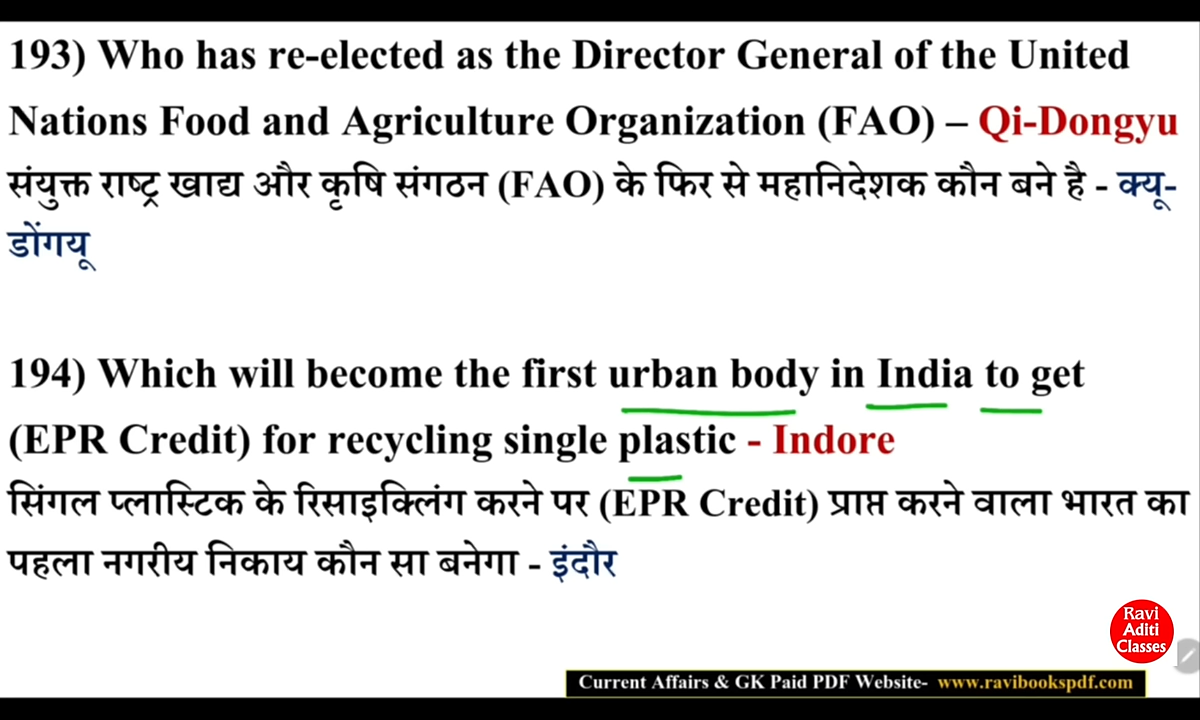 193) Who has re-elected as the Director General of the United
Nations Food and Agriculture Organization (FAO) – Qi-Dongyu
संयुक्त राष्ट्र खाद्य और कृषि संगठन (FAO) के फिर से महानिदेशक कौन बने है - क्यू-
डोंगयू
194) Which will become the first urban body in India to get
(EPR Credit) for recycling single plastic - Indore
सिंगल प्लास्टिक के रिसाइक्लिंग करने पर (EPR Credit) प्राप्त करने वाला भारत का
पहला नगरीय निकाय कौन सा बनेगा - इंदौर
Ravi
Aditi
Classes
Current Affairs & GK Paid PDF Website- www.ravibookspdf.com